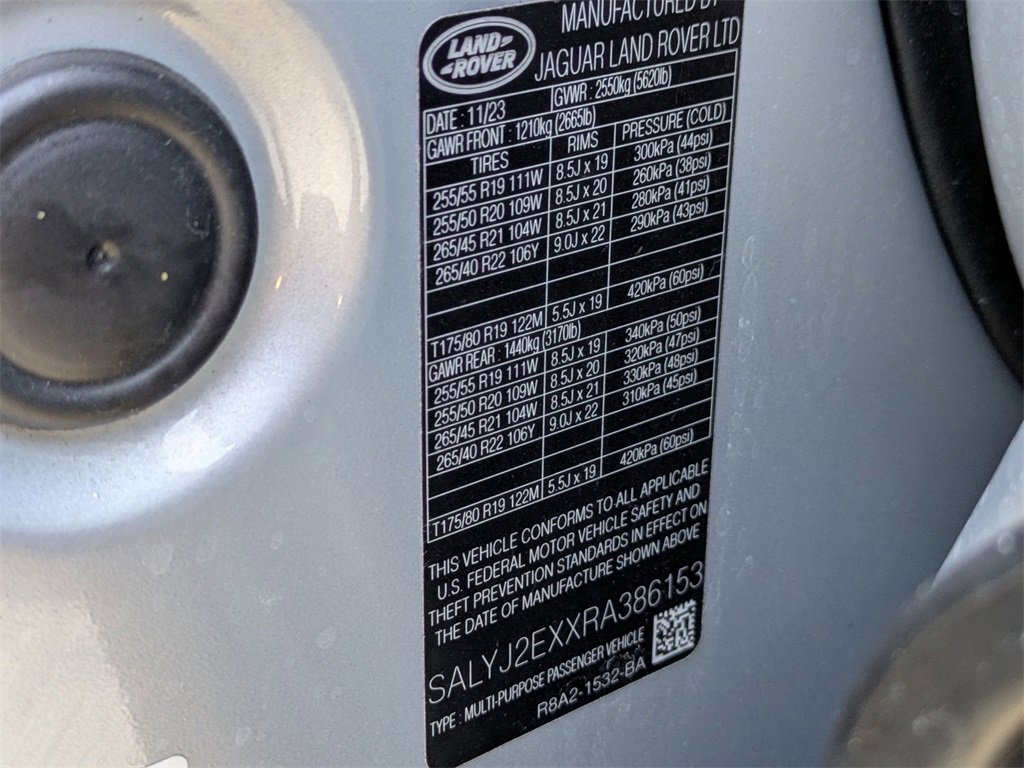 MANUFACTURED BY
LAND ROVER
JAGUAR LAND ROVER LTD
DATE : 11/23 GVWR : 2550kg (5620lb)
GAWR FRONT : 1210kg (2665lb)
TIRES RIMS PRESSURE (COLD)
255/55 R19 111W 8.5J x 19 300kPa (44psi)
255/50 R20 109W 8.5J x 20 260kPa (38psi)
265/45 R21 104W 8.5J x 21 280kPa (41psi)
265/40 R22 106Y 9.0J x 22 290kPa (43psi)
T175/80 R19 122M 5.5J x 19 420kPa (60psi)
GAWR REAR : 1440kg (3170lb)
255/55 R19 111W 8.5J x 19 340kPa (50psi)
255/50 R20 109W 8.5J x 20 320kPa (47psi)
265/45 R21 104W 8.5J x 21 330kPa (48psi)
265/40 R22 106Y 9.0J x 22 310kPa (45psi)
T175/80 R19 122M 5.5J x 19 420kPa (60psi)
THIS VEHICLE CONFORMS TO ALL APPLICABLE
U.S. FEDERAL MOTOR VEHICLE SAFETY AND
THEFT PREVENTION STANDARDS IN EFFECT ON
THE DATE OF MANUFACTURE SHOWN ABOVE
SALYJ2EXXRA386153
TYPE : MULTI-PURPOSE PASSENGER VEHICLE
R8A2-1532-BA